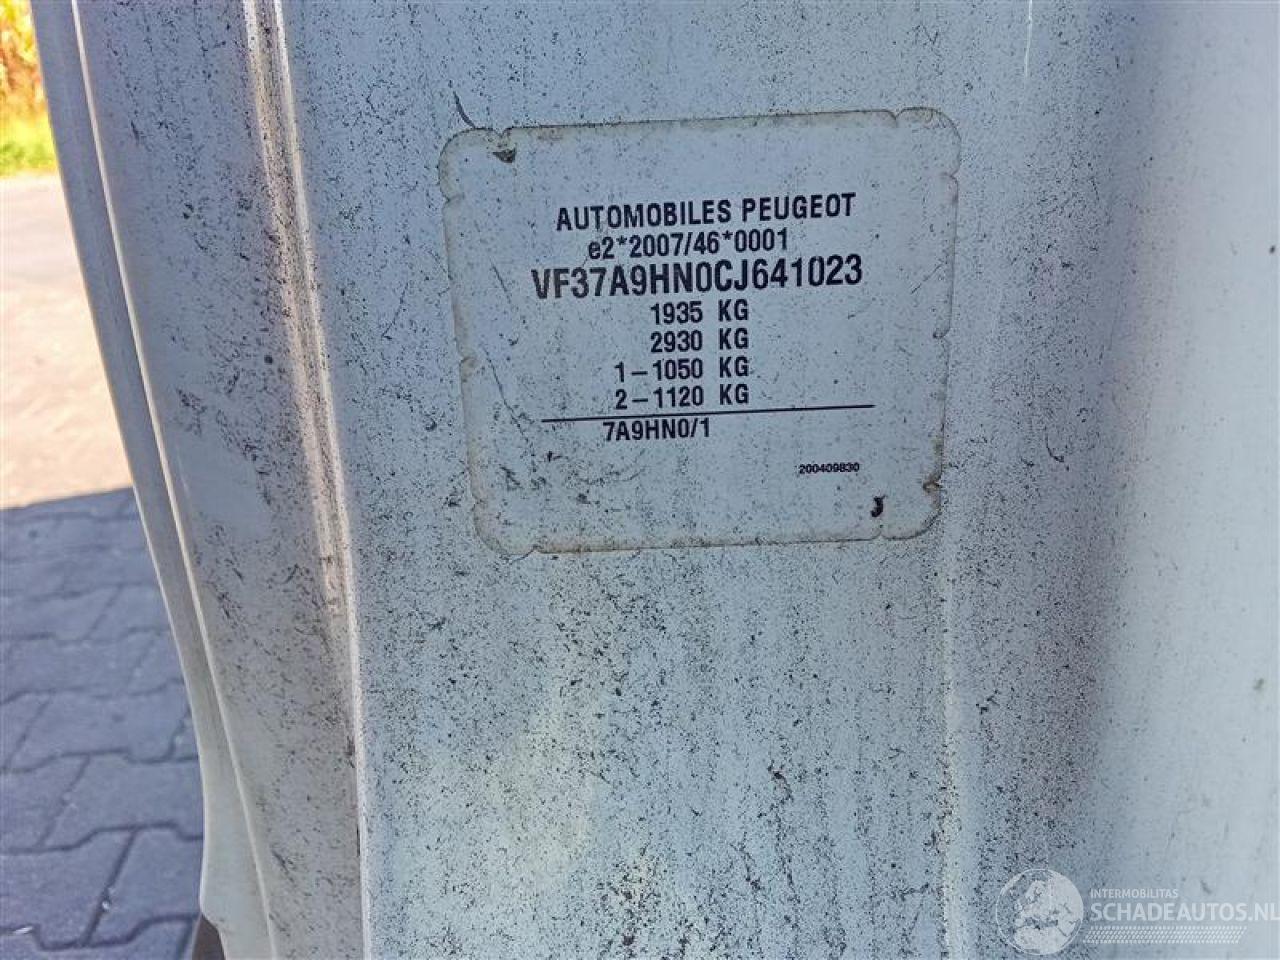 AUTOMOBILES PEUGEOT
e2*2007/46*0001
VF37A9HN0CJ641023
1935 KG
2930 KG
1-1050 KG
2-1120 KG
7A9HN0/1
200409830
J
INTERMOBILITAS
SCHADEAUTOS.NL